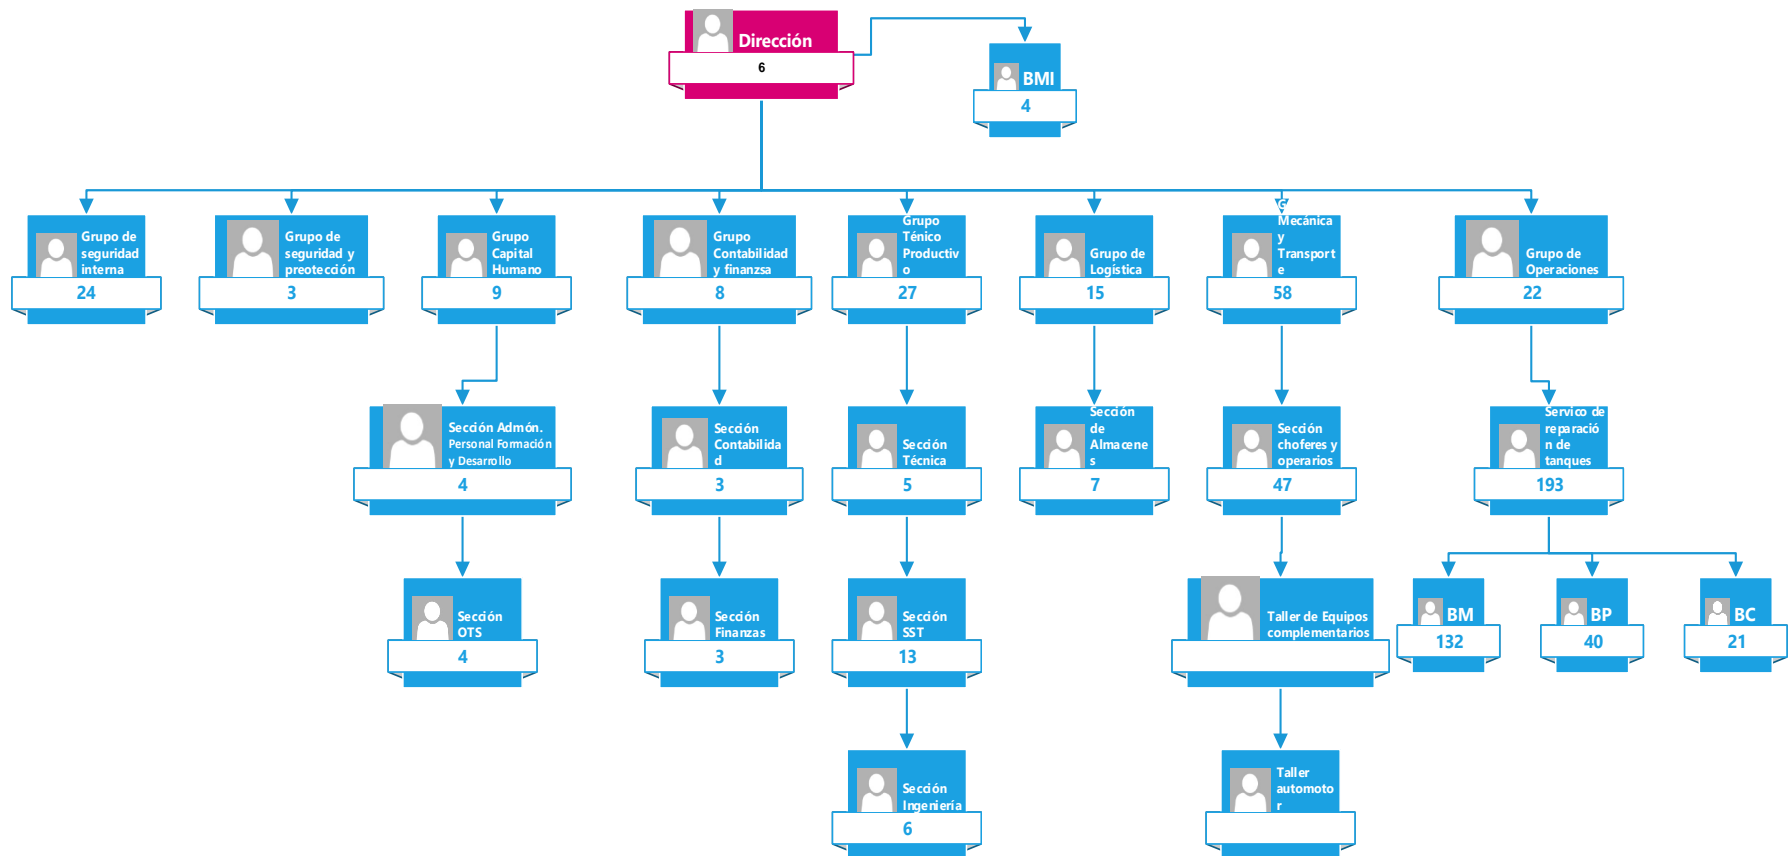 Dirección
6
BMI
4
Grupo de
seguridad
interna
24
Grupo de
seguridad y
preotección
3
Grupo
Capital
Humano
9
Grupo
Contabilidad
y finanzsa
8
Grupo
Ténico
Productiv
o
27
Grupo de
Logística
15
G
Mecánica
y
Transport
e
58
Grupo de
Operaciones
22
Sección Admón.
Personal Formación
y Desarrollo
4
Sección
Contabilida
d
3
Sección
Técnica
5
Sección
de
Almacene
s
7
Sección
choferes y
operarios
47
Servico de
reparació
n de
tanques
193
Sección
OTS
4
Sección
Finanzas
3
Sección
SST
13
Taller de Equipos
complementarios
BM
132
BP
40
BC
21
Sección
Ingeniería
6
Taller
automoto
r